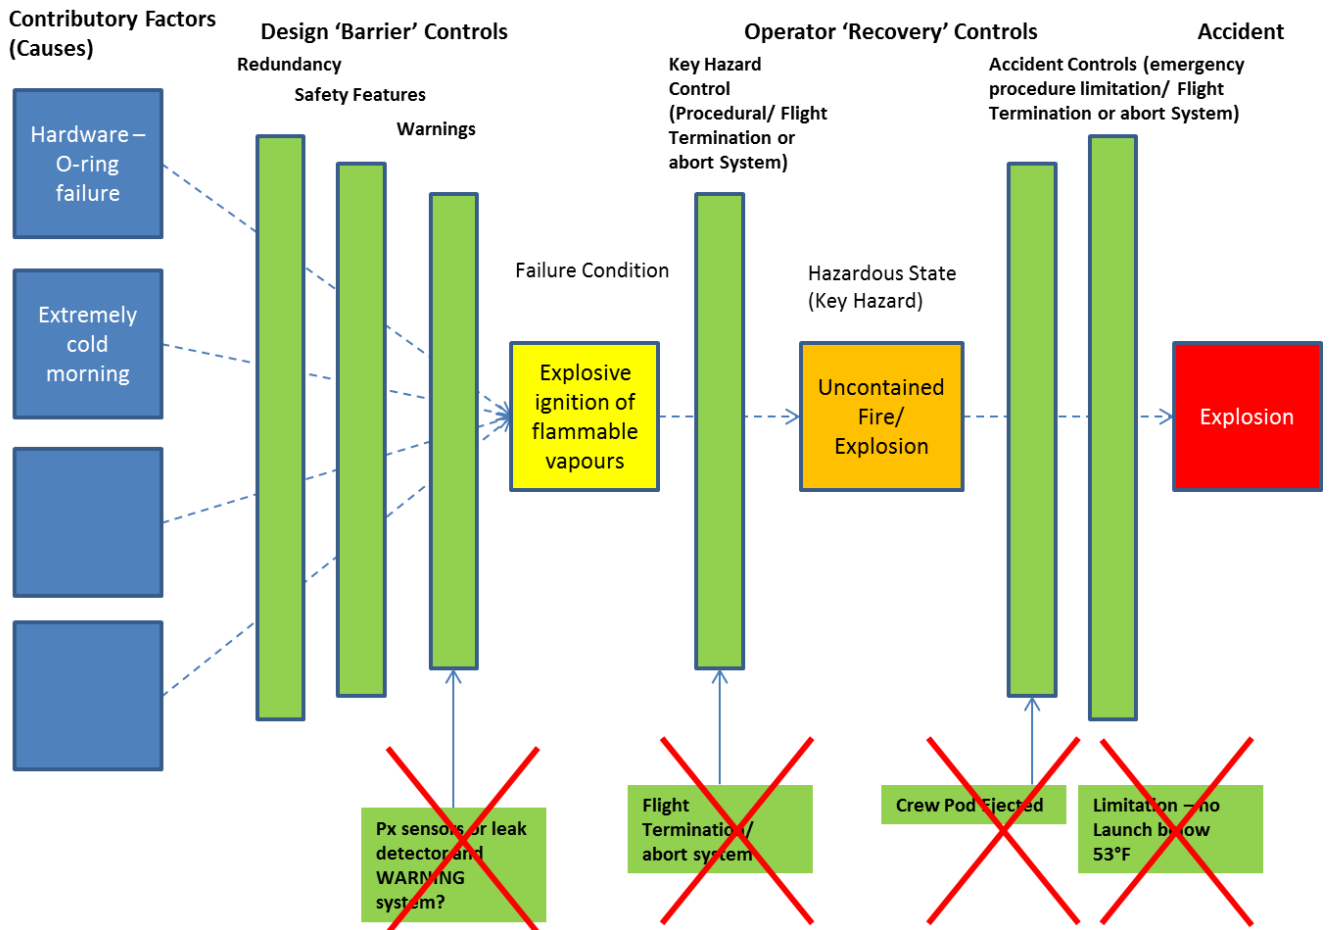 Contributory Factors
(Causes)
Design ‘Barrier’ Controls
Operator ‘Recovery’ Controls
Accident
Redundancy
Safety Features
Warnings
Key Hazard
Control
(Procedural/ Flight
Termination or
abort System)
Accident Controls (emergency
procedure limitation/ Flight
Termination or abort System)
Hardware –
O-ring
failure
Extremely
cold
morning
Failure Condition
Hazardous State
(Key Hazard)
Explosive
ignition of
flammable
vapours
Uncontained
Fire/
Explosion
Explosion
Px sensors or leak
detector and
WARNING
system?
Flight
Termination/
abort system
Crew Pod Ejected
Limitation – no
Launch below
53°F